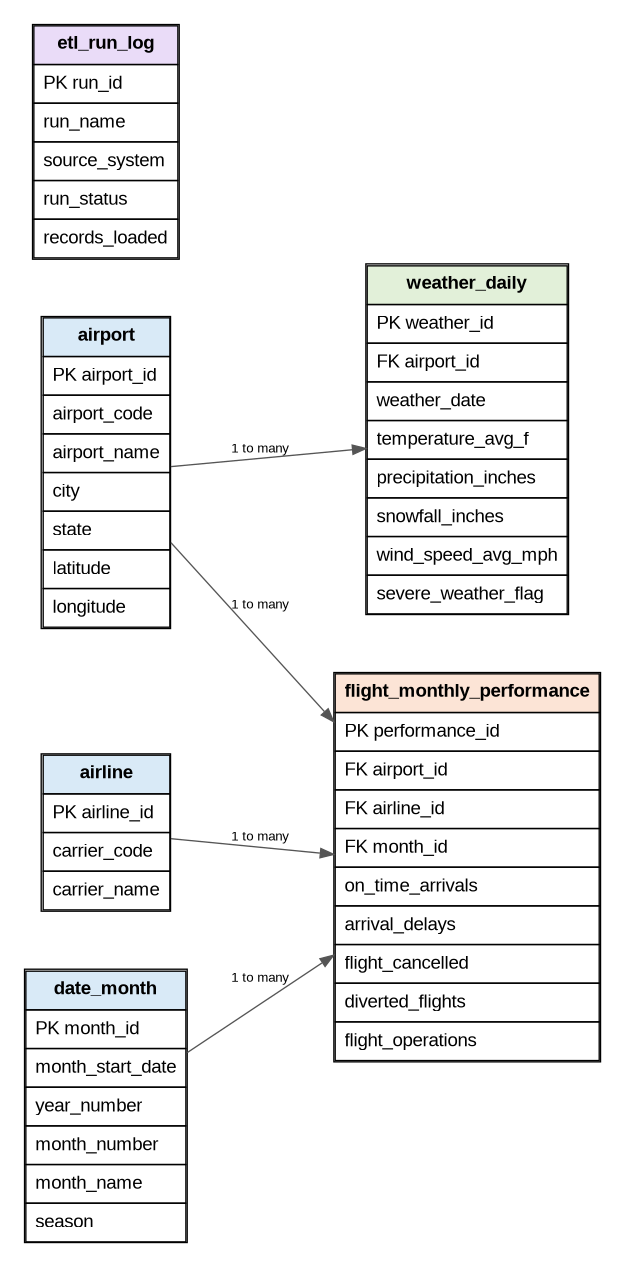 etl_run_log
PK run_id
run_name
source_system
run_status
records_loaded
airport
PK airport_id
airport_code
airport_name
city
state
latitude
longitude
1 to many
1 to many
weather_daily
PK weather_id
FK airport_id
weather_date
temperature_avg_f
precipitation_inches
snowfall_inches
wind_speed_avg_mph
severe_weather_flag
airline
PK airline_id
carrier_code
carrier_name
1 to many
date_month
PK month_id
month_start_date
year_number
month_number
month_name
season
1 to many
flight_monthly_performance
PK performance_id
FK airport_id
FK airline_id
FK month_id
on_time_arrivals
arrival_delays
flight_cancelled
diverted_flights
flight_operations